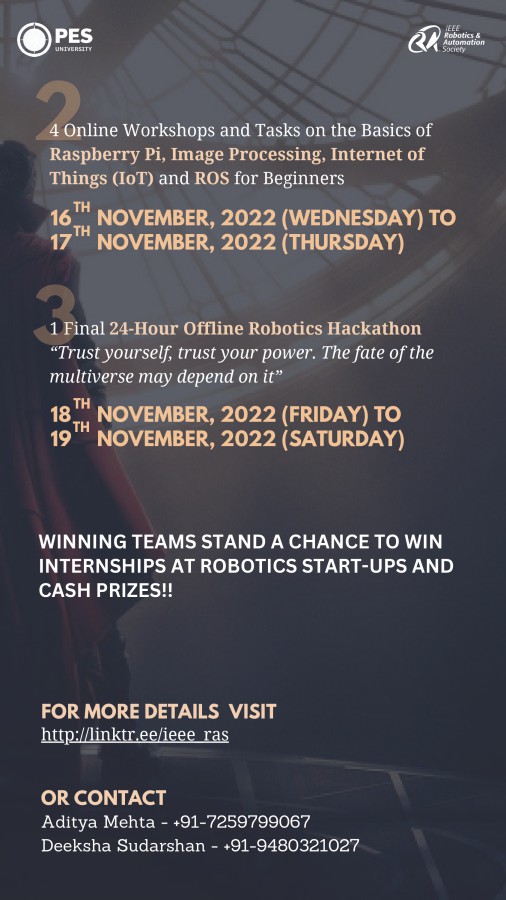 PES
UNIVERSITY
IEEE
Robotics &
Automation
Society
2
4 Online Workshops and Tasks on the Basics of
Raspberry Pi, Image Processing, Internet of
Things (IoT) and ROS for Beginners
16TH NOVEMBER, 2022 (WEDNESDAY) TO
17TH NOVEMBER, 2022 (THURSDAY)
3
1 Final 24-Hour Offline Robotics Hackathon
“Trust yourself, trust your power. The fate of the
multiverse may depend on it”
18TH NOVEMBER, 2022 (FRIDAY) TO
19TH NOVEMBER, 2022 (SATURDAY)
WINNING TEAMS STAND A CHANCE TO WIN
INTERNSHIPS AT ROBOTICS START-UPS AND
CASH PRIZES!!
FOR MORE DETAILS VISIT
http://linktr.ee/ieee_ras
OR CONTACT
Aditya Mehta - +91-7259799067
Deeksha Sudarshan - +91-9480321027